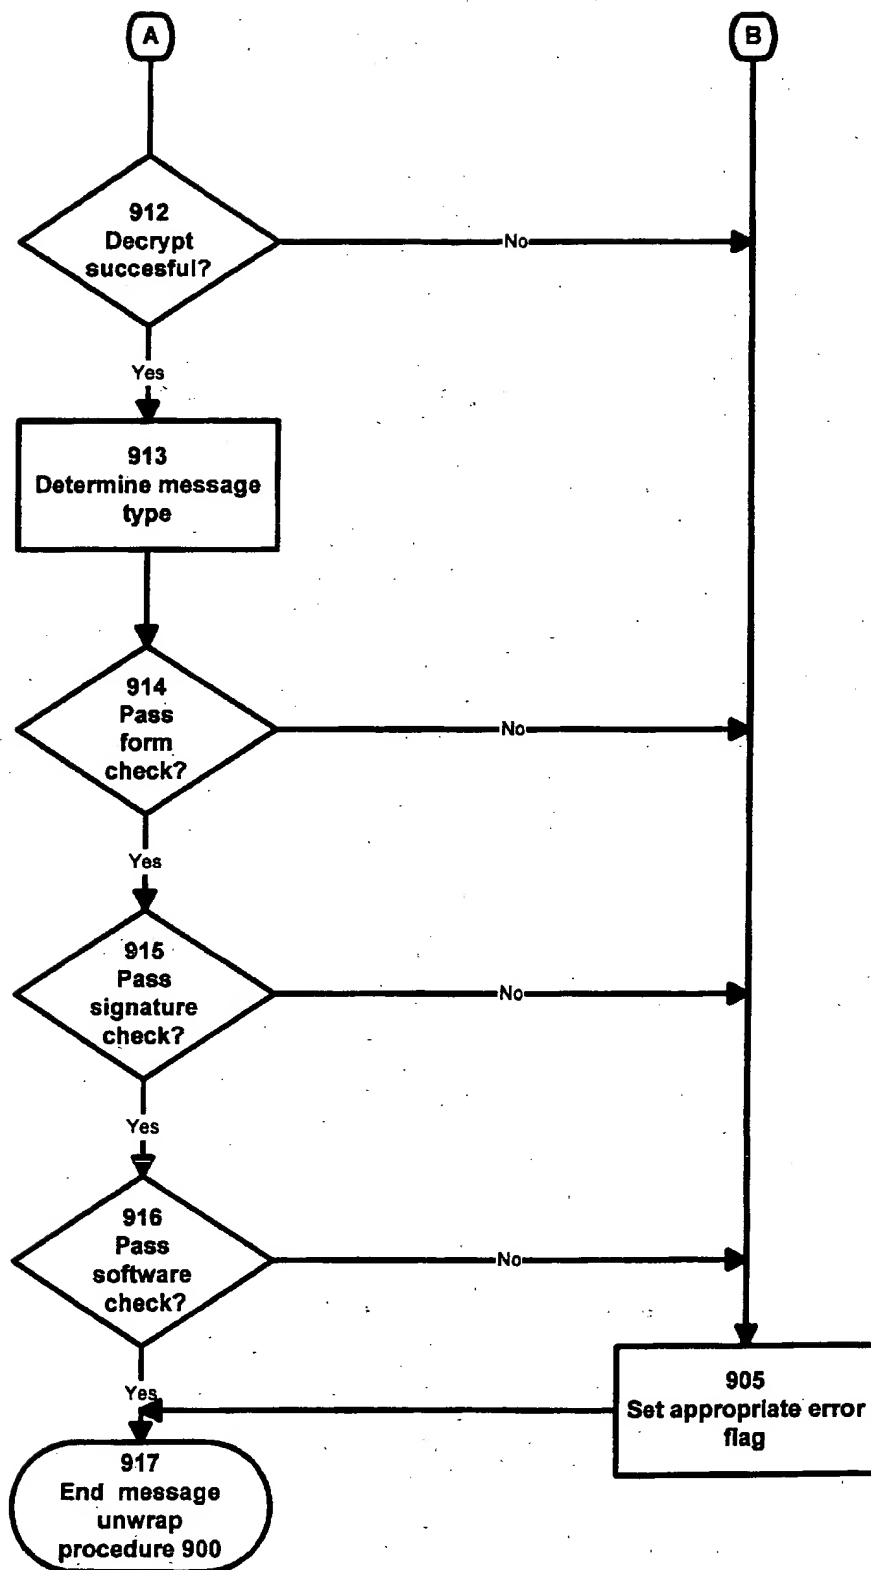 A
B
912
Decrypt
succesful?
No
Yes
913
Determine message
type
914
Pass
form
check?
No
Yes
915
Pass
signature
check?
No
Yes
916
Pass
software
check?
No
Yes
905
Set appropriate error
flag
917
End message
unwrap
procedure 900